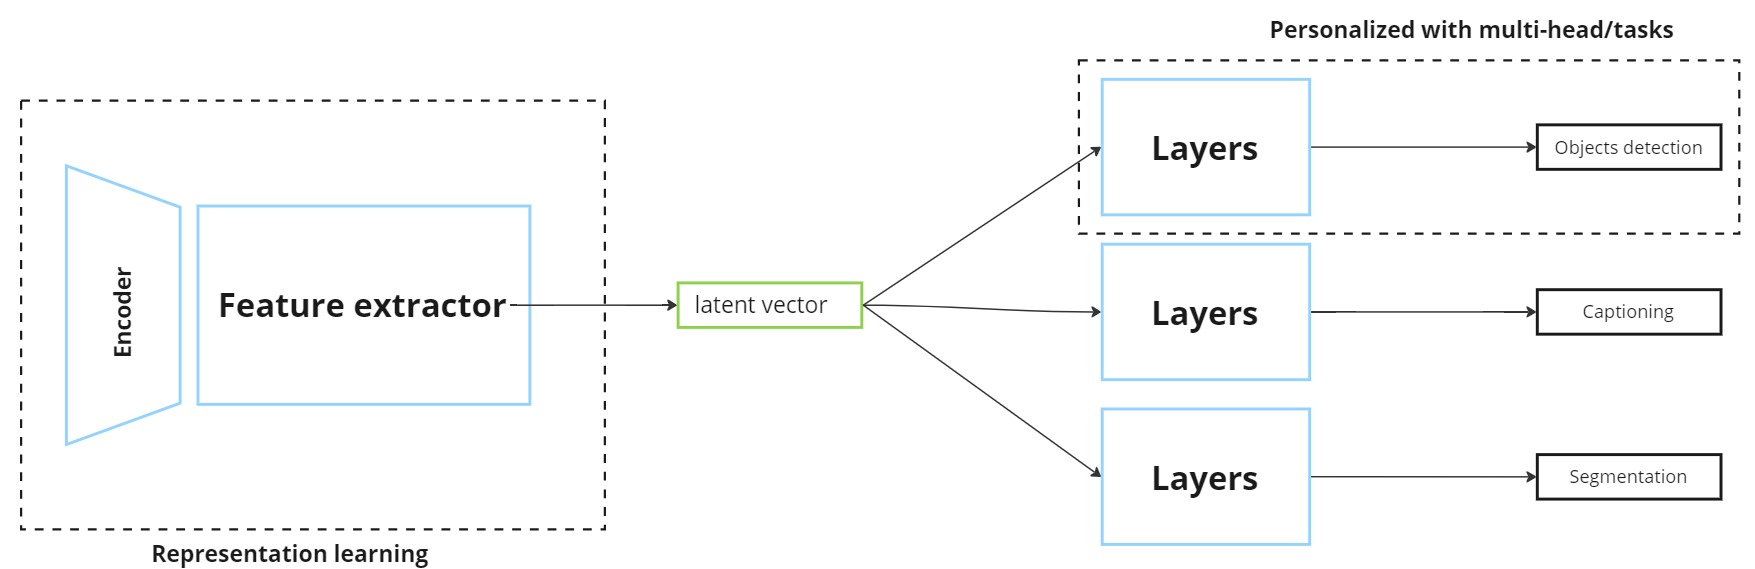 Personalized with multi-head/tasks
Layers
Objects detection
Encoder
Feature extractor
latent vector
Layers
Captioning
Layers
Segmentation
Representation learning